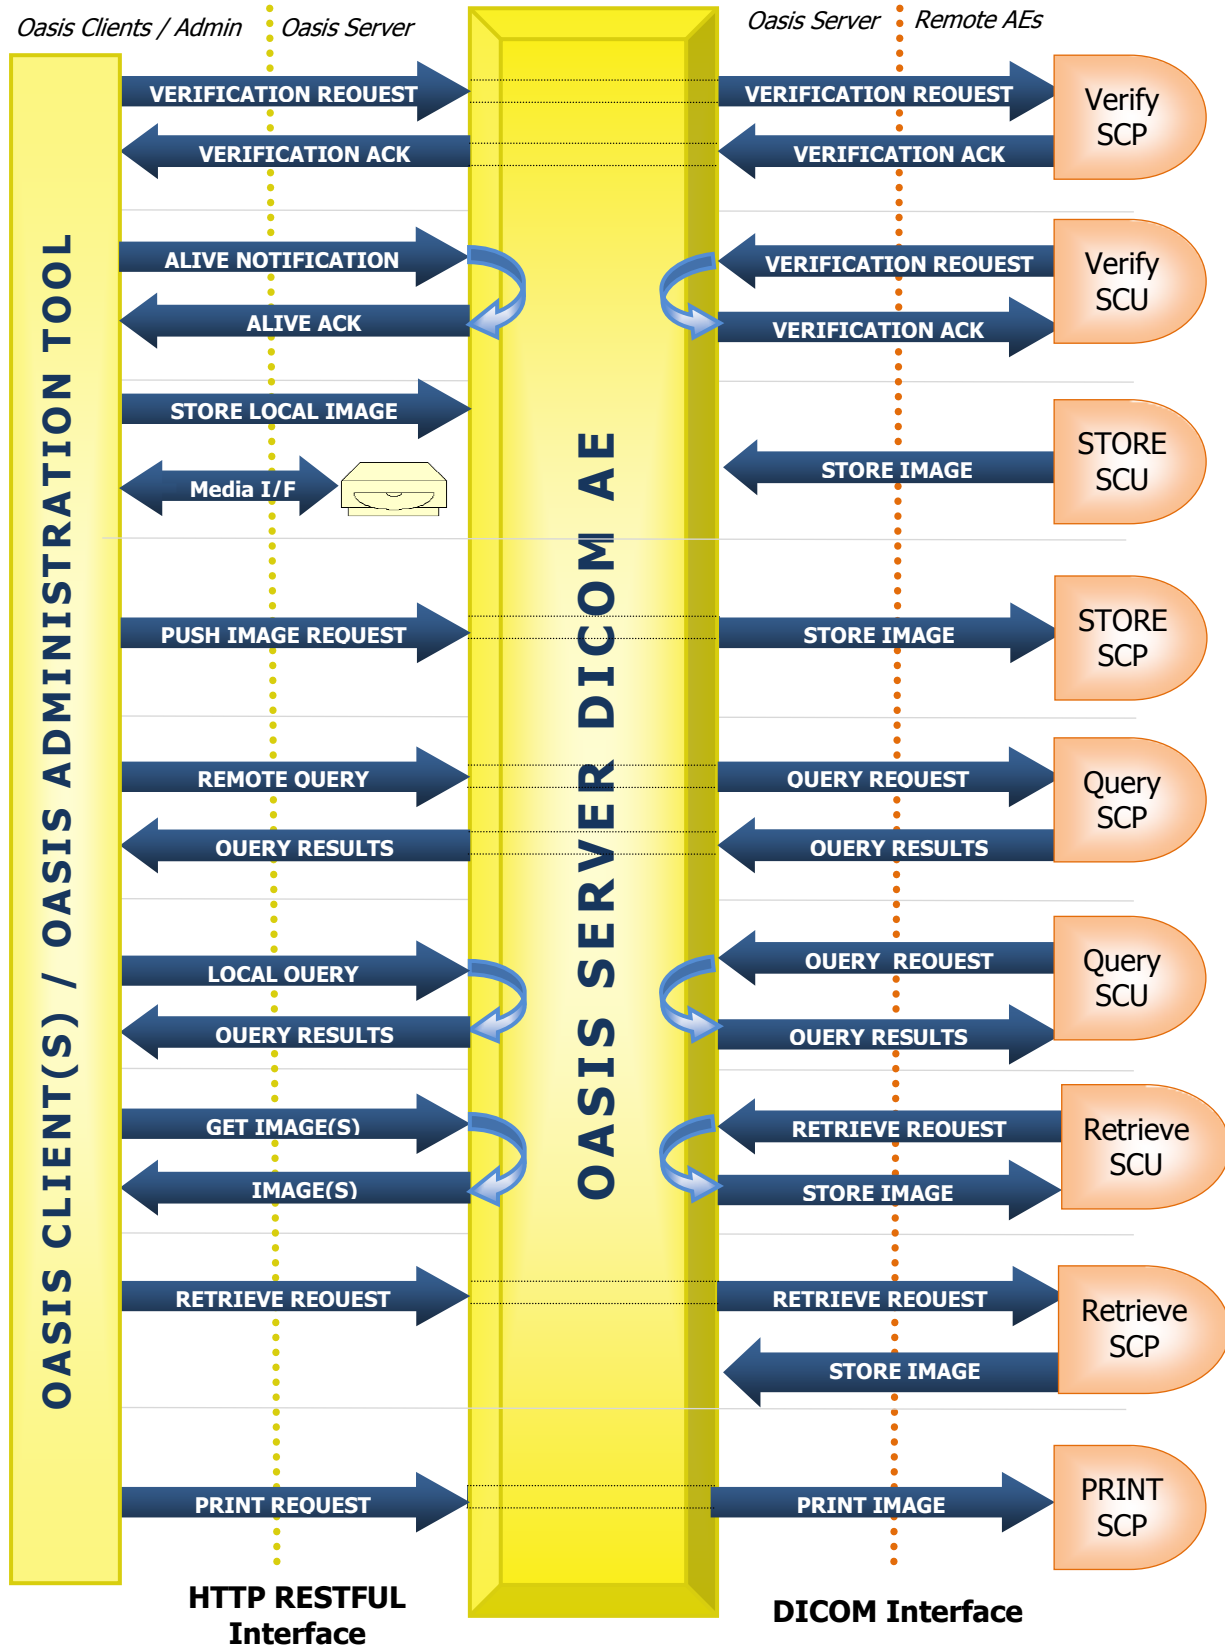 Oasis Clients / Admin
Oasis Server
Oasis Server
Remote AEs
VERIFICATION REQUEST
VERIFICATION REQUEST
Verify
SCP
VERIFICATION ACK
VERIFICATION ACK
ALIVE NOTIFICATION
VERIFICATION REQUEST
Verify
SCU
ALIVE ACK
VERIFICATION ACK
STORE LOCAL IMAGE
STORE IMAGE
STORE
SCU
Media I/F
PUSH IMAGE REQUEST
STORE IMAGE
STORE
SCP
REMOTE QUERY
QUERY REQUEST
Query
SCP
QUERY RESULTS
QUERY RESULTS
LOCAL QUERY
QUERY REQUEST
Query
SCU
QUERY RESULTS
QUERY RESULTS
GET IMAGE(S)
RETRIEVE REQUEST
Retrieve
SCU
IMAGE(S)
STORE IMAGE
RETRIEVE REQUEST
RETRIEVE REQUEST
Retrieve
SCP
STORE IMAGE
PRINT REQUEST
PRINT IMAGE
PRINT
SCP
OASIS CLIENT(S) / OASIS ADMINISTRATION TOOL
OASIS SERVER DICOM AE
HTTP RESTFUL
Interface
DICOM Interface